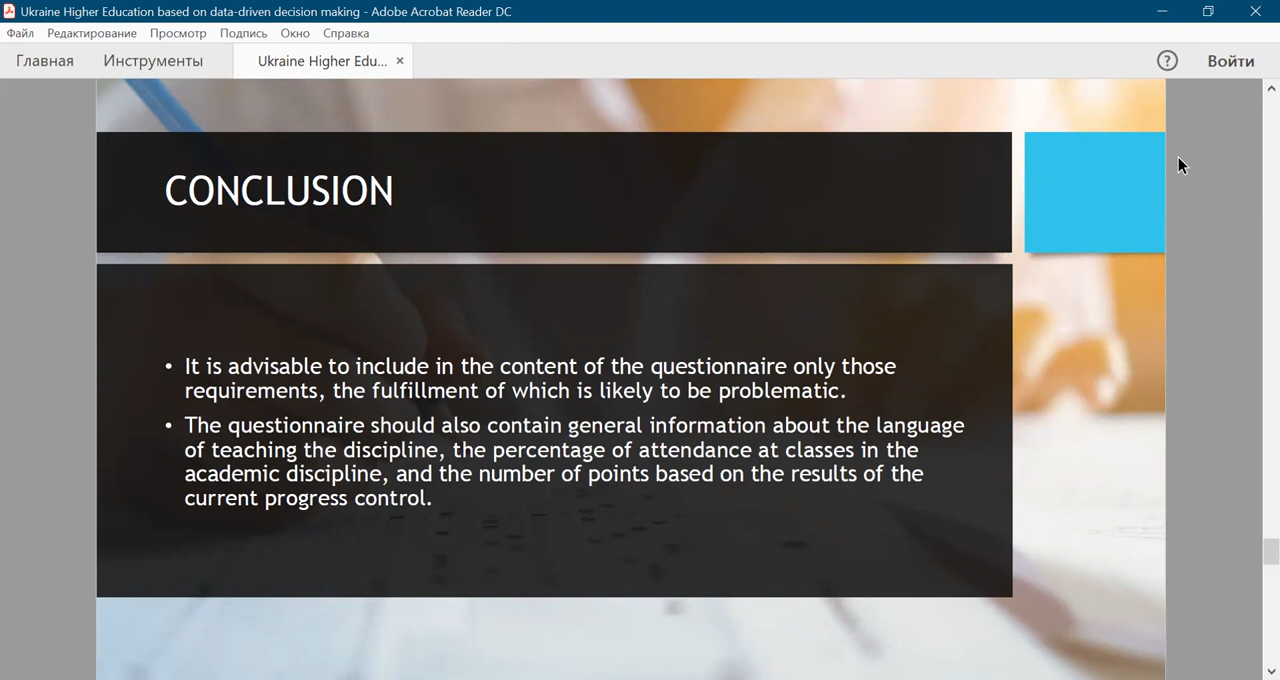 Ukraine Higher Education based on data-driven decision making - Adobe Acrobat Reader DC
Файл Редактирование Просмотр Подпись Окно Справка
Главная Инструменты Ukraine Higher Edu... × ? Войти
CONCLUSION
• It is advisable to include in the content of the questionnaire only those
requirements, the fulfillment of which is likely to be problematic.
• The questionnaire should also contain general information about the language
of teaching the discipline, the percentage of attendance at classes in the
academic discipline, and the number of points based on the results of the
current progress control.